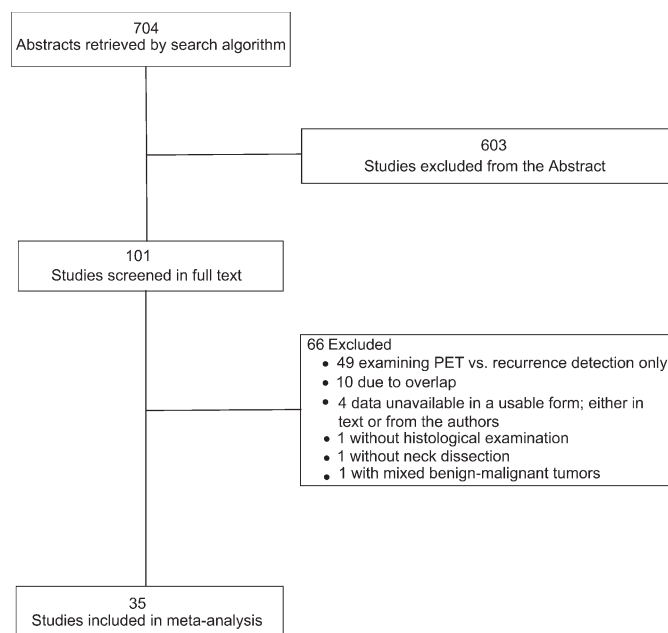 704
Abstracts retrieved by search algorithm
603
Studies excluded from the Abstract
101
Studies screened in full text
66 Excluded
• 49 examining PET vs. recurrence detection only
• 10 due to overlap
• 4 data unavailable in a usable form; either in
text or from the authors
• 1 without histological examination
• 1 without neck dissection
• 1 with mixed benign-malignant tumors
35
Studies included in meta-analysis